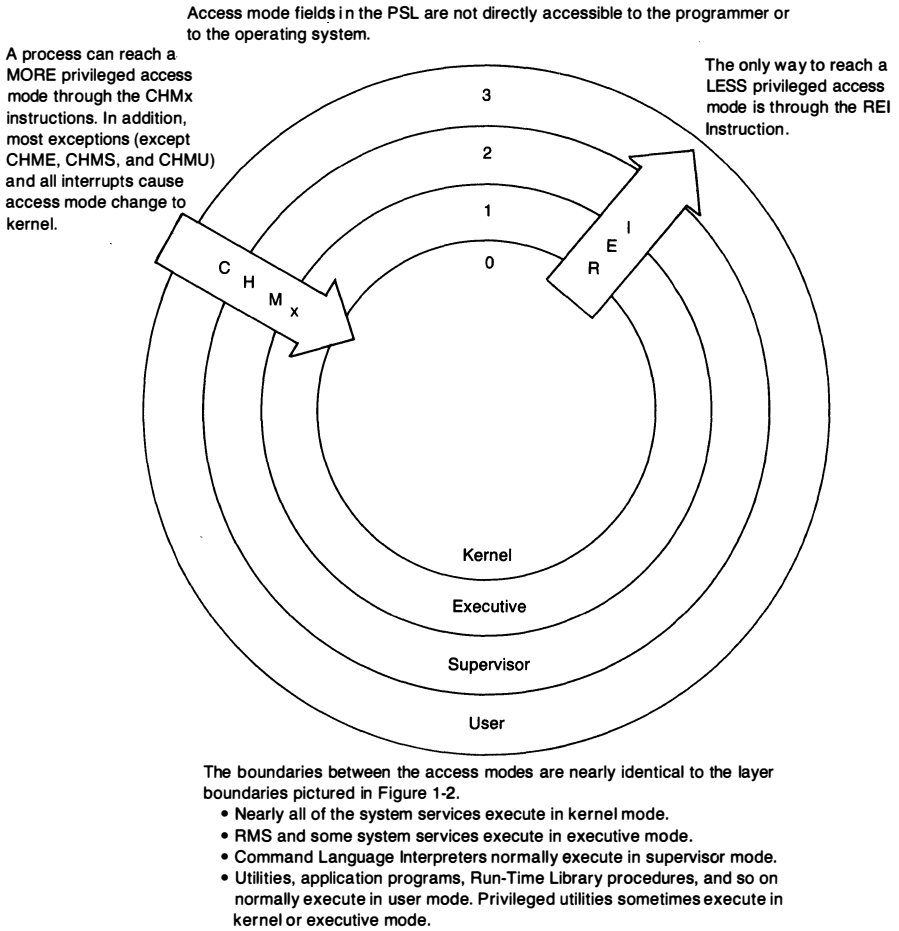 Access mode fields in the PSL are not directly accessible to the programmer or
to the operating system.
A process can reach a
MORE privileged access
mode through the CHMx
instructions. In addition,
most exceptions (except
CHME, CHMS, and CHMU)
and all interrupts cause
access mode change to
kernel.
The only way to reach a
LESS privileged access
mode is through the REI
Instruction.
3
2
1
0
CHMx
REI
Kernel
Executive
Supervisor
User
The boundaries between the access modes are nearly identical to the layer
boundaries pictured in Figure 1-2.
• Nearly all of the system services execute in kernel mode.
• RMS and some system services execute in executive mode.
• Command Language Interpreters normally execute in supervisor mode.
• Utilities, application programs, Run-Time Library procedures, and so on
normally execute in user mode. Privileged utilities sometimes execute in
kernel or executive mode.